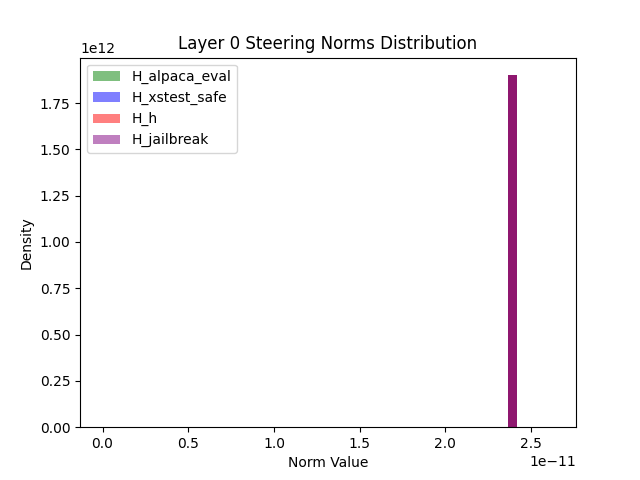 Layer 0 Steering Norms Distribution
1e12
H_alpaca_eval
H_xstest_safe
H_h
H_jailbreak
1.75
1.50
1.25
1.00
0.75
0.50
0.25
0.00
Density
0.0 0.5 1.0 1.5 2.0 2.5
1e−11
Norm Value